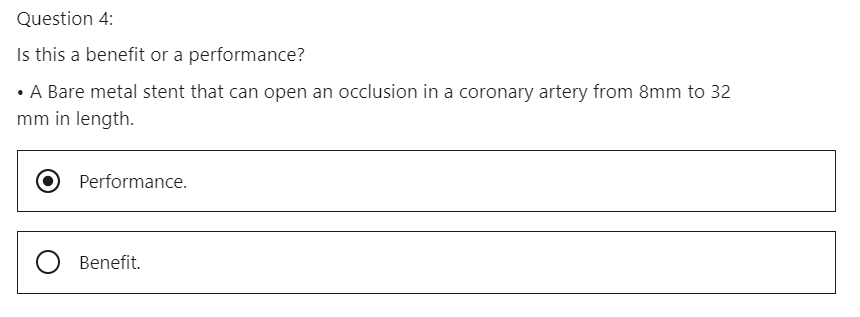 Question 4:
Is this a benefit or a performance?
• A Bare metal stent that can open an occlusion in a coronary artery from 8mm to 32
mm in length.
Performance.
Benefit.